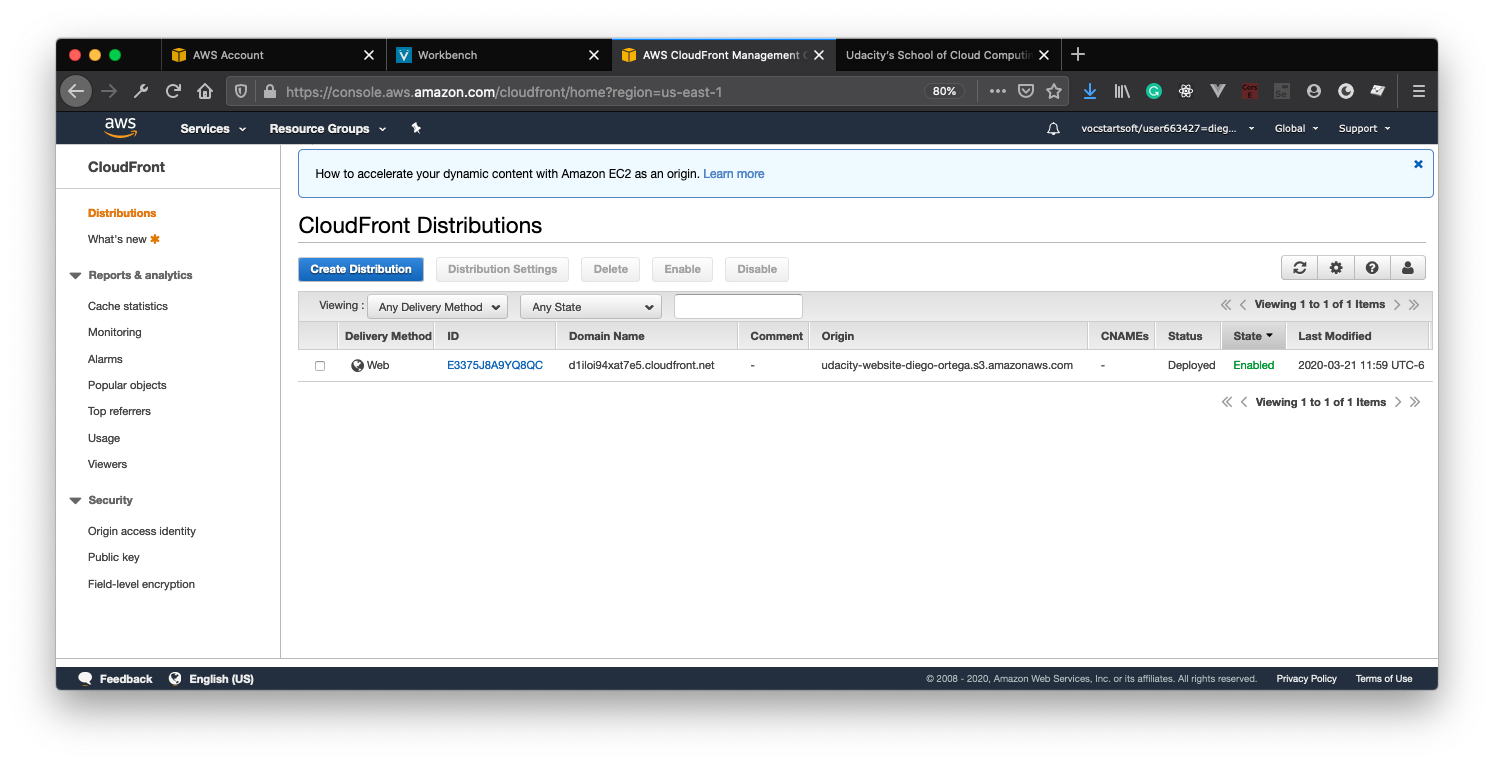 AWS Account
Workbench
AWS CloudFront Management C
Udacity's School of Cloud Computin
https://console.aws.amazon.com/cloudfront/home?region=us-east-1
80%
aws
Services
Resource Groups
vocstartsoft/user663427=dieg...
Global
Support
CloudFront
Distributions
What's new
Reports & analytics
Cache statistics
Monitoring
Alarms
Popular objects
Top referrers
Usage
Viewers
Security
Origin access identity
Public key
Field-level encryption
How to accelerate your dynamic content with Amazon EC2 as an origin. Learn more
CloudFront Distributions
Create Distribution Distribution Settings Delete Enable Disable
Viewing : Any Delivery Method Any State Viewing 1 to 1 of 1 Items
Delivery Method ID Domain Name Comment Origin CNAMEs Status State Last Modified
Web E3375J8A9YQ8QC d1iloi94xat7e5.cloudfront.net - udacity-website-diego-ortega.s3.amazonaws.com - Deployed Enabled 2020-03-21 11:59 UTC-6
Viewing 1 to 1 of 1 Items
Feedback English (US) © 2008 - 2020, Amazon Web Services, Inc. or its affiliates. All rights reserved. Privacy Policy Terms of Use